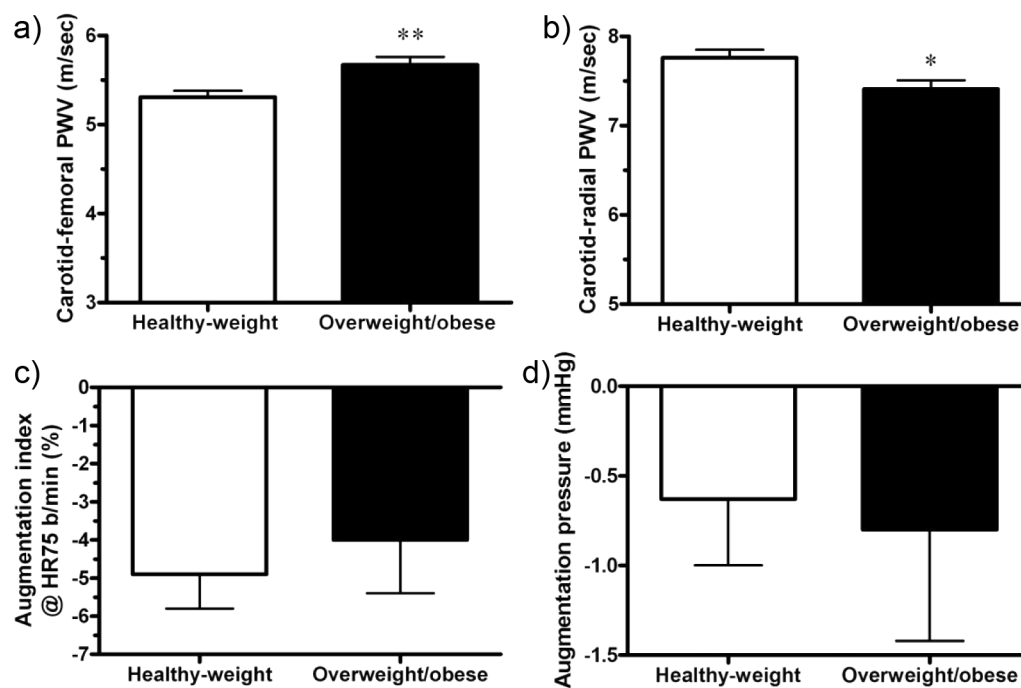 a)
Carotid-femoral PWV (m/sec)
6
5
4
3
**
Healthy-weight
Overweight/obese
b)
Carotid-radial PWV (m/sec)
8
7
6
5
*
Healthy-weight
Overweight/obese
c)
Augmentation index
@ HR75 b/min (%)
0
-1
-2
-3
-4
-5
-6
-7
Healthy-weight
Overweight/obese
d)
Augmentation pressure (mmHg)
0.0
-0.5
-1.0
-1.5
Healthy-weight
Overweight/obese